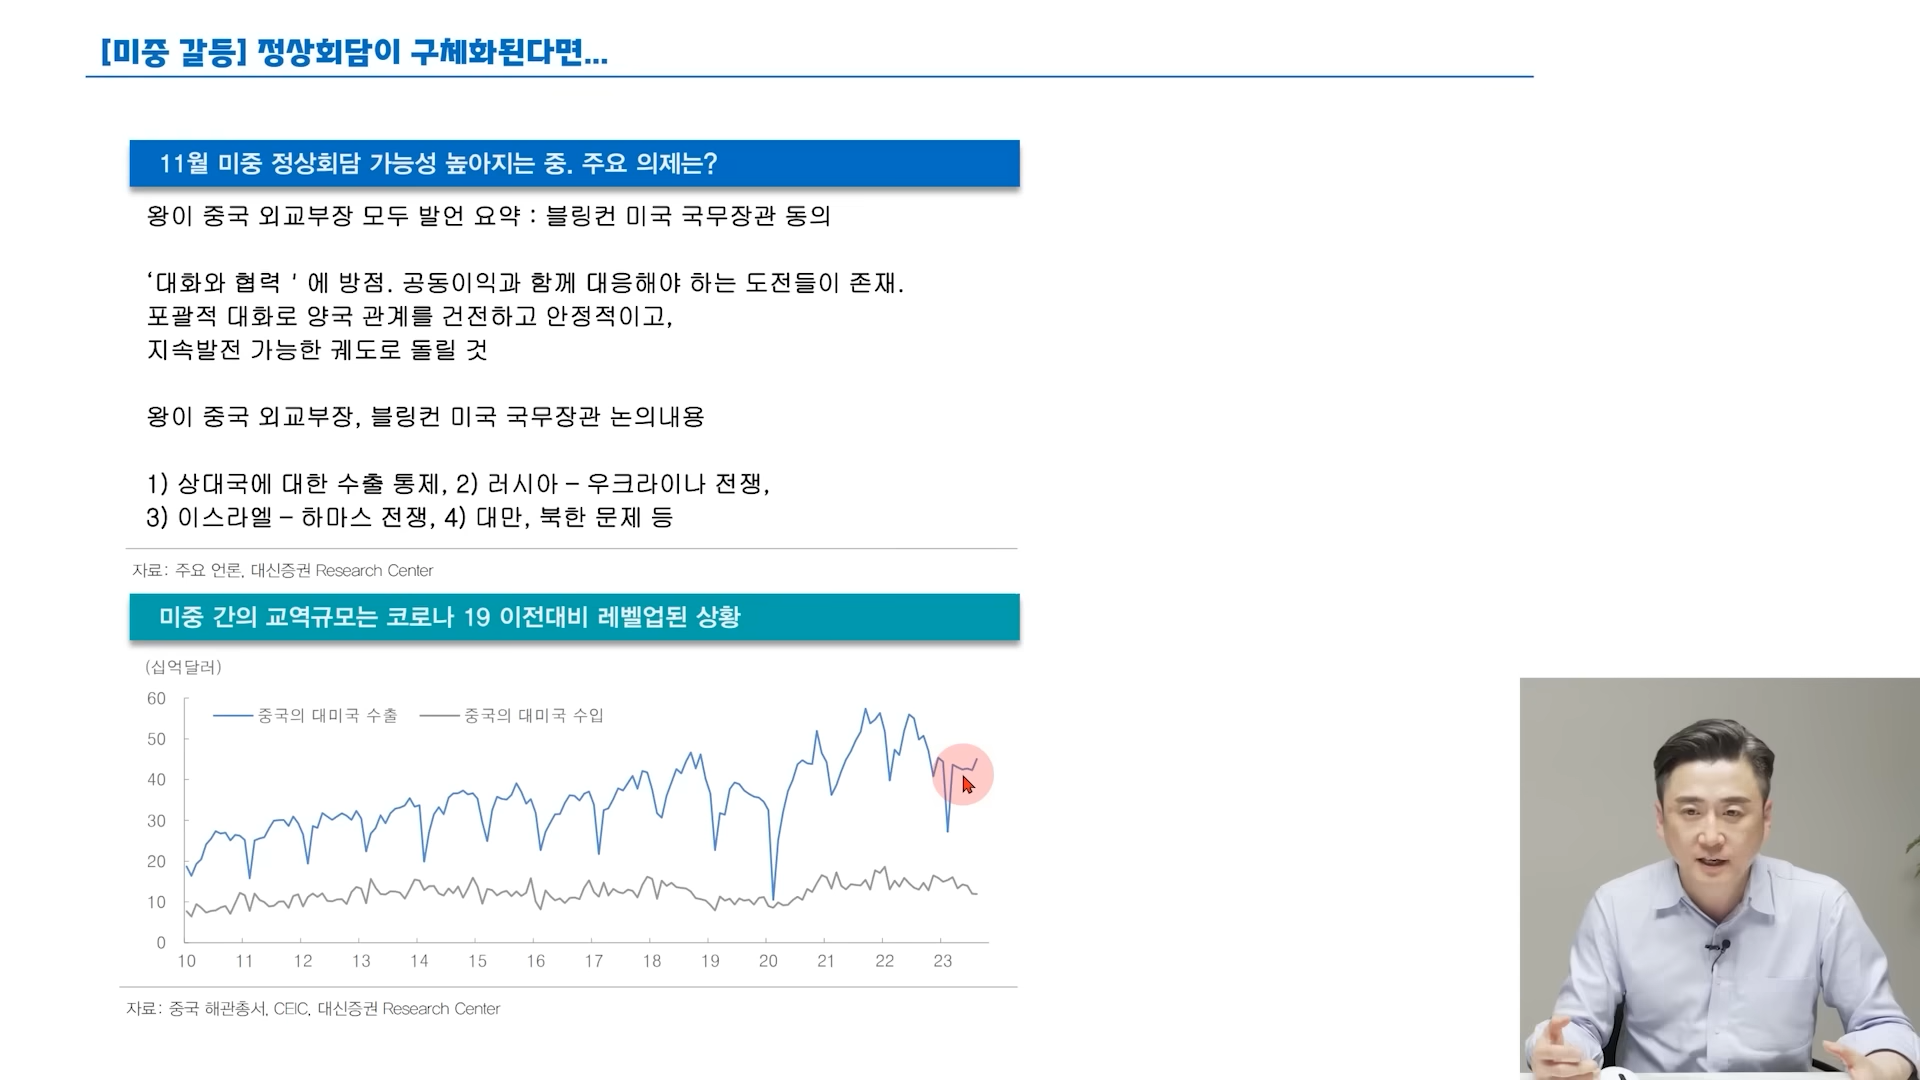 [미중 갈등] 정상회담이 구체화된다면...
11월 미중 정상회담 가능성 높아지는 중. 주요 의제는?
왕이 중국 외교부장 모두 발언 요약 : 블링컨 미국 국무장관 동의
‘대화와 협력 ' 에 방점. 공동이익과 함께 대응해야 하는 도전들이 존재.
포괄적 대화로 양국 관계를 건전하고 안정적이고,
지속발전 가능한 궤도로 돌릴 것
왕이 중국 외교부장, 블링컨 미국 국무장관 논의내용
1) 상대국에 대한 수출 통제, 2) 러시아 – 우크라이나 전쟁,
3) 이스라엘 – 하마스 전쟁, 4) 대만, 북한 문제 등
자료: 주요 언론, 대신증권 Research Center
미중 간의 교역규모는 코로나 19 이전대비 레벨업된 상황
(십억달러)
60
중국의 대미국 수출 중국의 대미국 수입
50
40
30
20
10
0
10 11 12 13 14 15 16 17 18 19 20 21 22 23
자료: 중국 해관총서, CEIC, 대신증권 Research Center